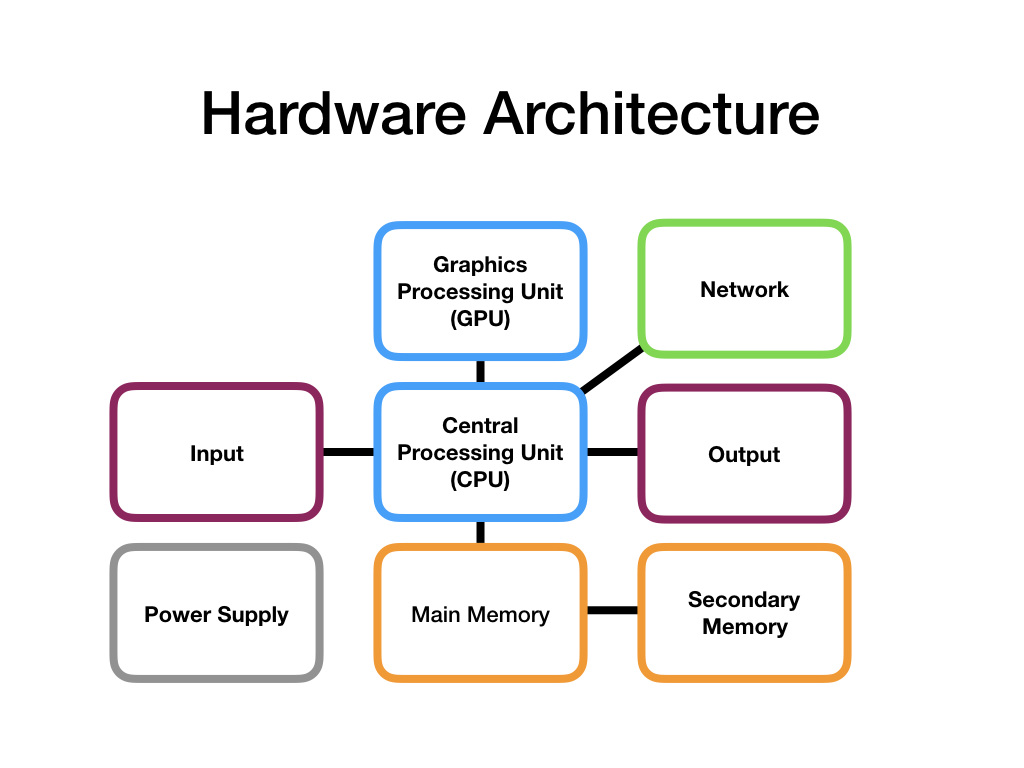 Hardware Architecture
Graphics
Processing Unit
(GPU)
Network
Input
Central
Processing Unit
(CPU)
Output
Power Supply
Main Memory
Secondary
Memory